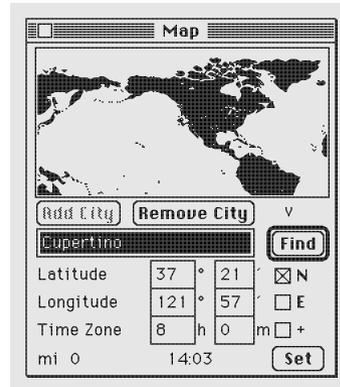 Map
Add City Remove City v
Cupertino Find
Latitude 37 ° 21 ′ N
Longitude 121 ° 57 ′ E
Time Zone 8 h 0 m +
mi 0 14:03 Set